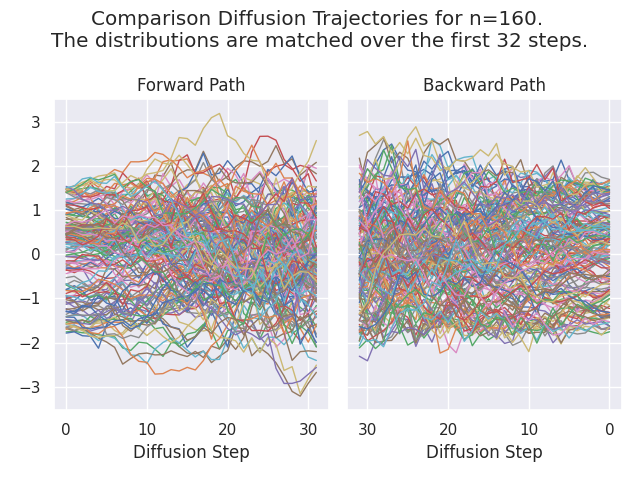 Comparison Diffusion Trajectories for n=160.
The distributions are matched over the first 32 steps.
Forward Path
Backward Path
3
2
1
0
−1
−2
−3
0 10 20 30
30 20 10 0
Diffusion Step
Diffusion Step